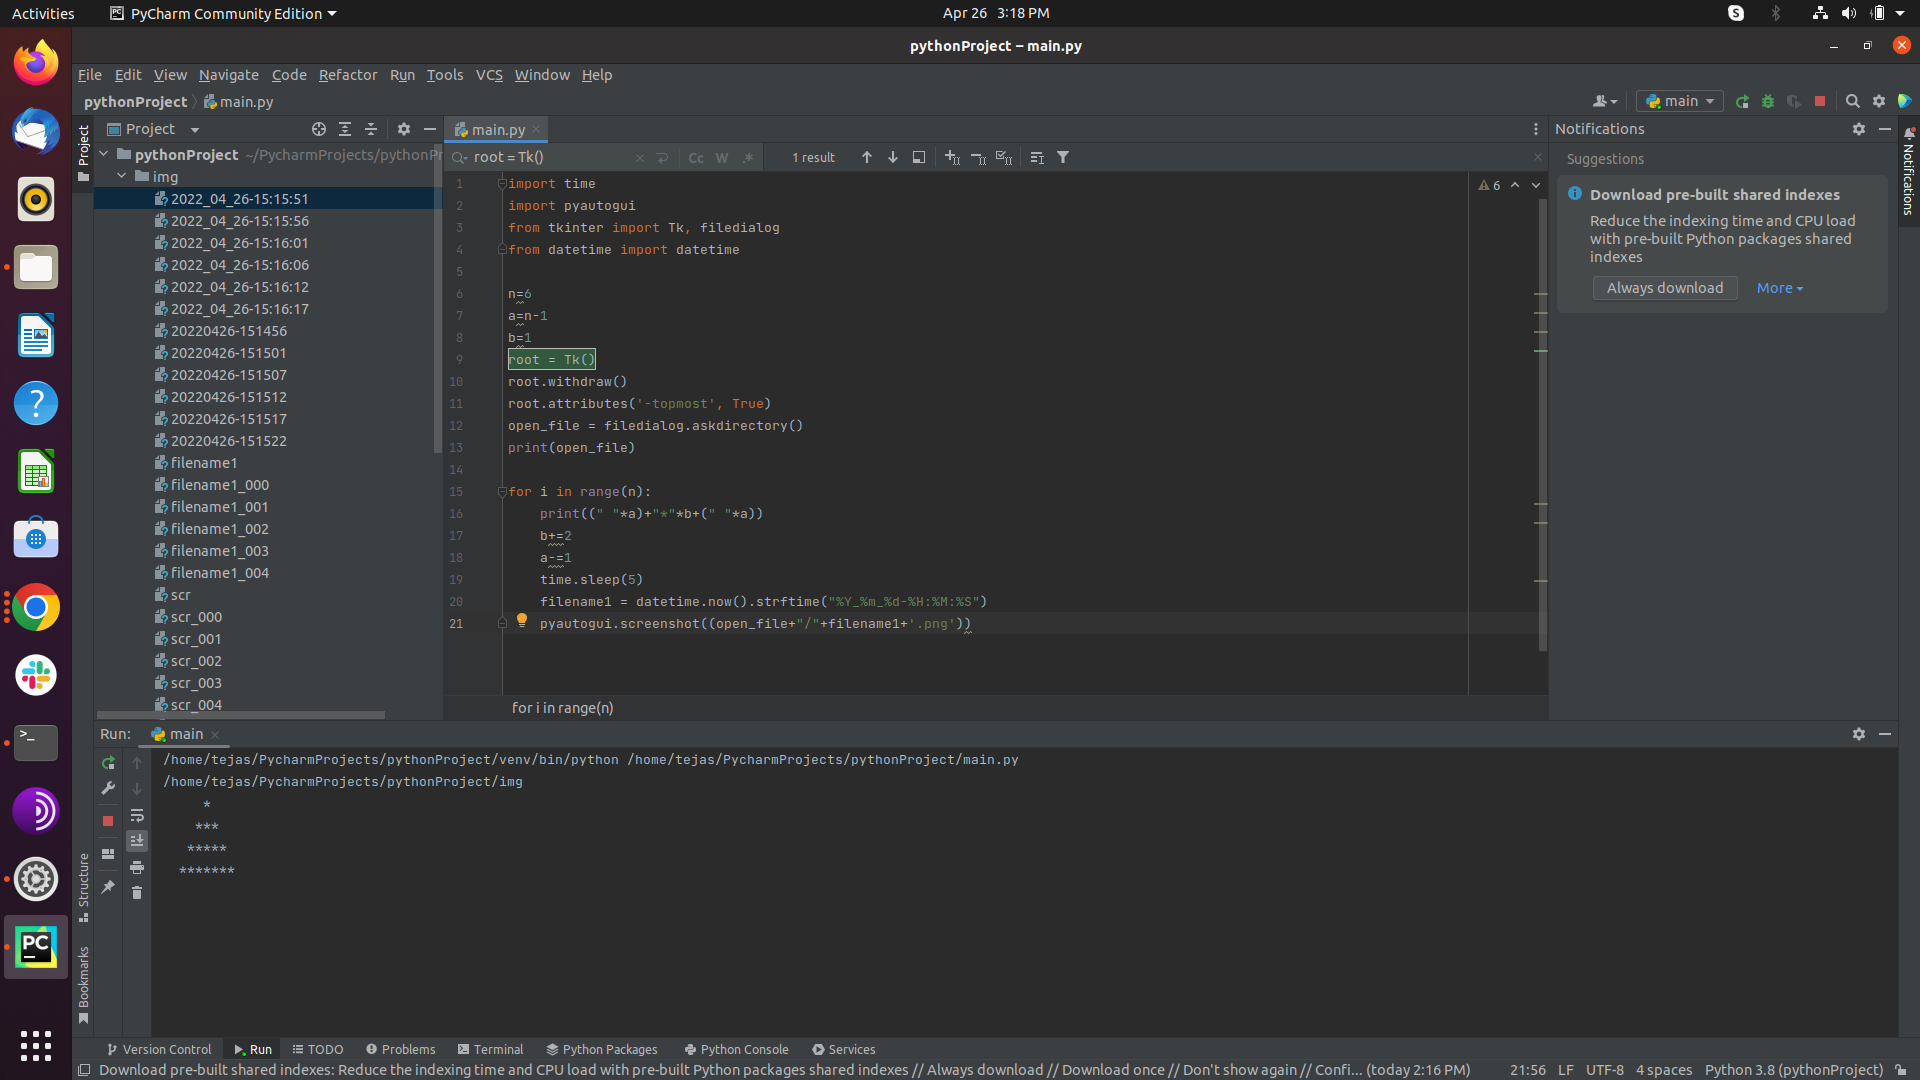 Activities PyCharm Community Edition Apr 26 3:18 PM
pythonProject – main.py
File Edit View Navigate Code Refactor Run Tools VCS Window Help
pythonProject main.py main
Project main.py Notifications
pythonProject ~/PycharmProjects/pythonPr
root = Tk() Cc W .* 1 result
Suggestions
img
2022_04_26-15:15:51
2022_04_26-15:15:56
2022_04_26-15:16:01
2022_04_26-15:16:06
2022_04_26-15:16:12
2022_04_26-15:16:17
20220426-151456
20220426-151501
20220426-151507
20220426-151512
20220426-151517
20220426-151522
filename1
filename1_000
filename1_001
filename1_002
filename1_003
filename1_004
scr
scr_000
scr_001
scr_002
scr_003
scr_004
1 import time
2 import pyautogui
3 from tkinter import Tk, filedialog
4 from datetime import datetime
5
6 n=6
7 a=n-1
8 b=1
9 root = Tk()
10 root.withdraw()
11 root.attributes('-topmost', True)
12 open_file = filedialog.askdirectory()
13 print(open_file)
14
15 for i in range(n):
16 print((" "*a)+"*"*b+(" "*a))
17 b+=2
18 a-=1
19 time.sleep(5)
20 filename1 = datetime.now().strftime("%Y_%m_%d-%H:%M:%S")
21 pyautogui.screenshot((open_file+"/"+filename1+'.png'))
6
for i in range(n)
Download pre-built shared indexes
Reduce the indexing time and CPU load
with pre-built Python packages shared
indexes
Always download More
Project
Notifications
Structure
Bookmarks
Run: main
/home/tejas/PycharmProjects/pythonProject/venv/bin/python /home/tejas/PycharmProjects/pythonProject/main.py
/home/tejas/PycharmProjects/pythonProject/img
*
***
*****
*******
Version Control Run TODO Problems Terminal Python Packages Python Console Services
Download pre-built shared indexes: Reduce the indexing time and CPU load with pre-built Python packages shared indexes // Always download // Download once // Don't show again // Confi... (today 2:16 PM) 21:56 LF UTF-8 4 spaces Python 3.8 (pythonProject)
PC